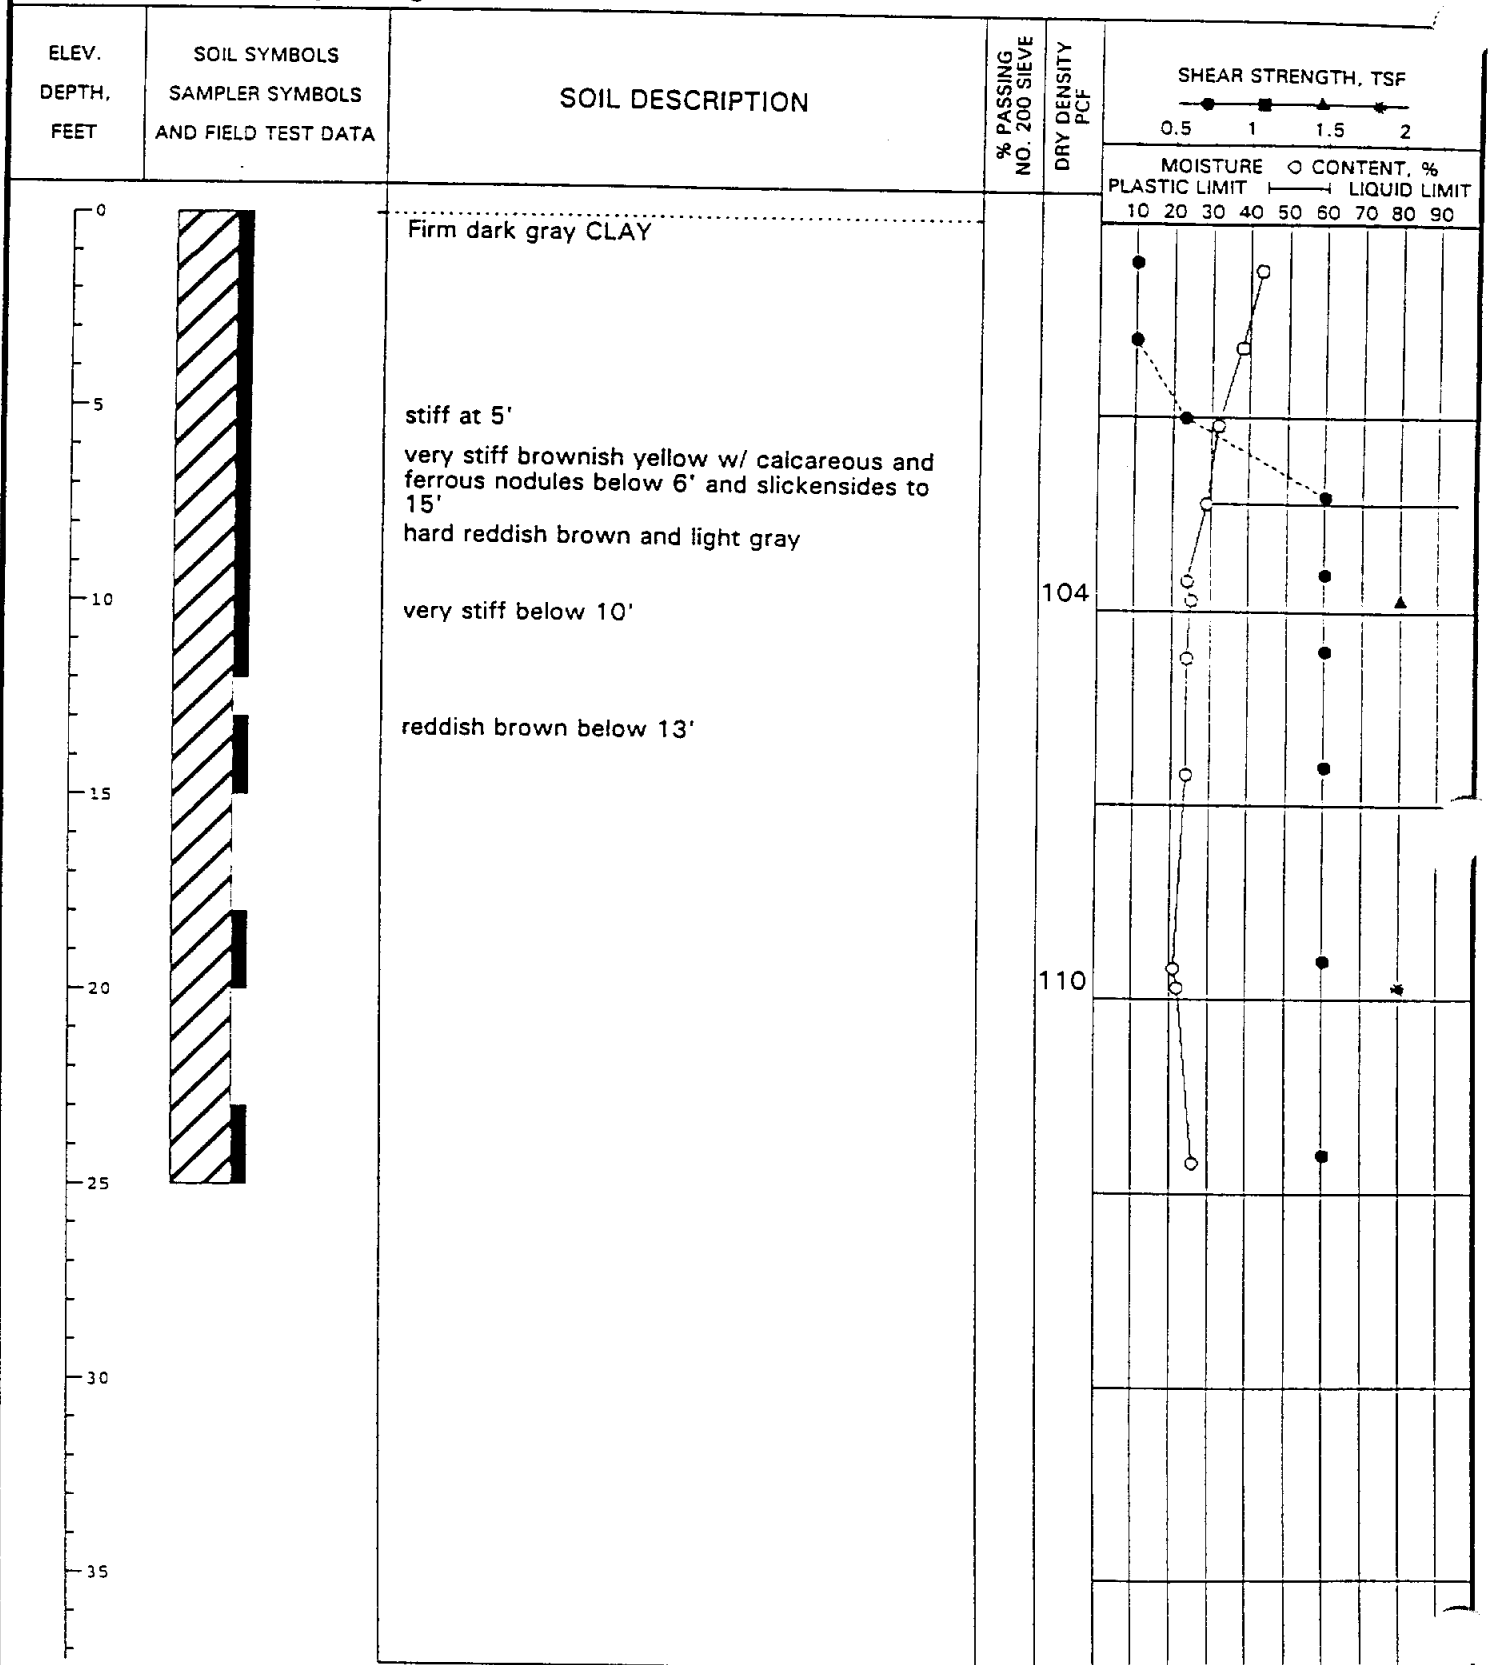 ELEV.
DEPTH,
FEET
SOIL SYMBOLS
SAMPLER SYMBOLS
AND FIELD TEST DATA
SOIL DESCRIPTION
% PASSING
NO. 200 SIEVE
DRY DENSITY
PCF
SHEAR STRENGTH, TSF
0.5 1 1.5 2
MOISTURE CONTENT, %
PLASTIC LIMIT LIQUID LIMIT
10 20 30 40 50 60 70 80 90
0
Firm dark gray CLAY
5
stiff at 5'
very stiff brownish yellow w/ calcareous and
ferrous nodules below 6' and slickensides to
15'
hard reddish brown and light gray
10
very stiff below 10'
104
reddish brown below 13'
15
20
110
25
30
35